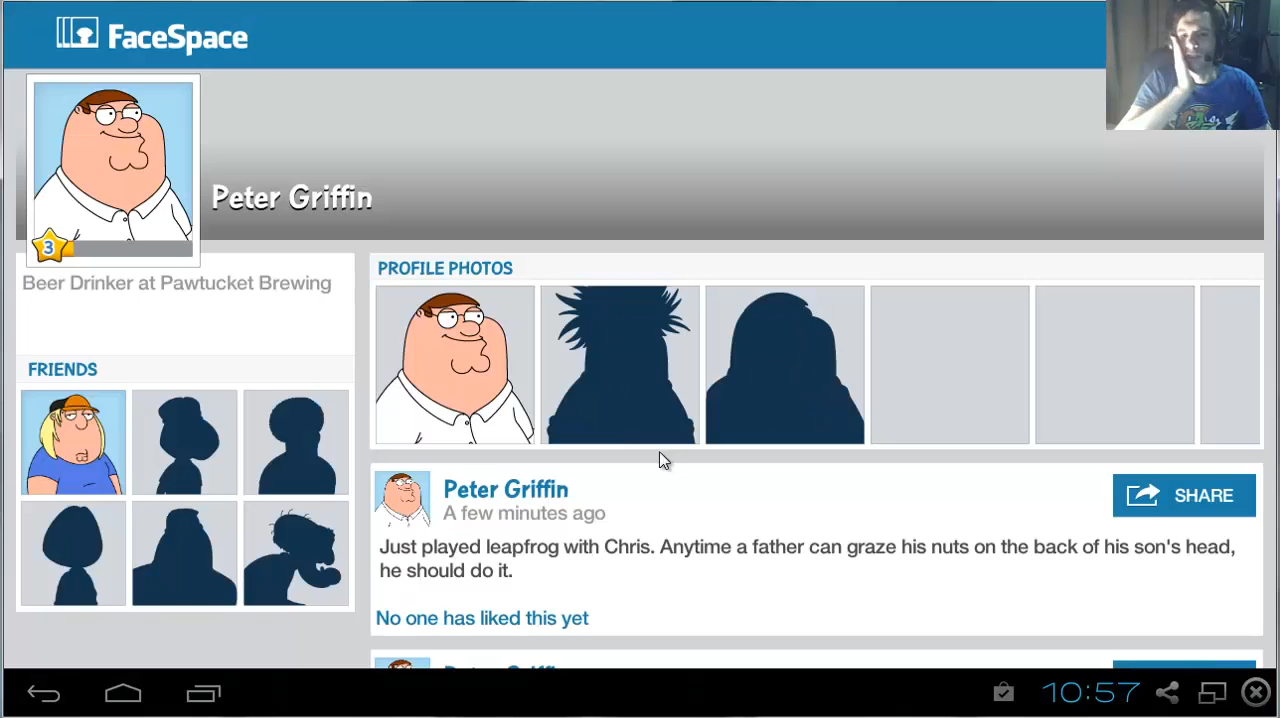 FaceSpace
Peter Griffin
3
Beer Drinker at Pawtucket Brewing
FRIENDS
PROFILE PHOTOS
Peter Griffin
A few minutes ago
SHARE
Just played leapfrog with Chris. Anytime a father can graze his nuts on the back of his son's head,
he should do it.
No one has liked this yet
10:57